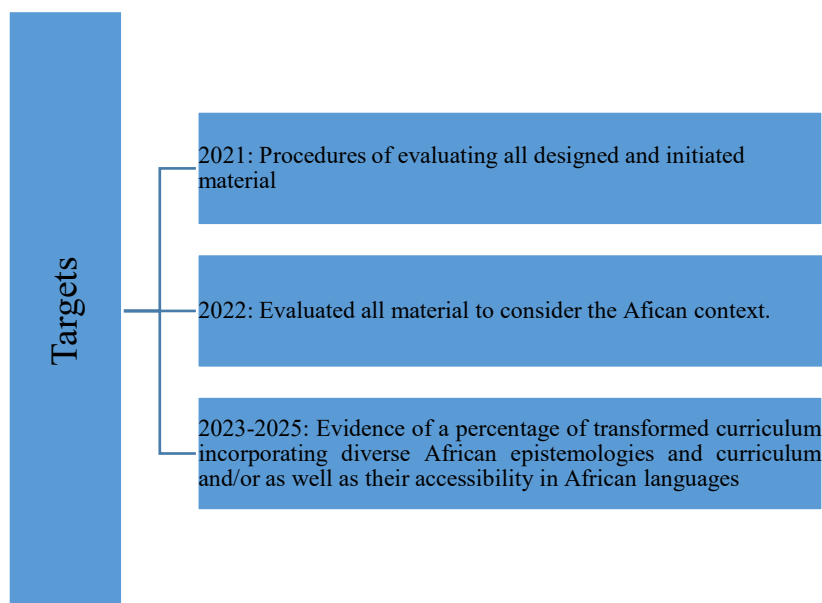 Targets
2021: Procedures of evaluating all designed and initiated
material
2022: Evaluated all material to consider the Afican context.
2023-2025: Evidence of a percentage of transformed curriculum
incorporating diverse African epistemologies and curriculum
and/or as well as their accessibility in African languages